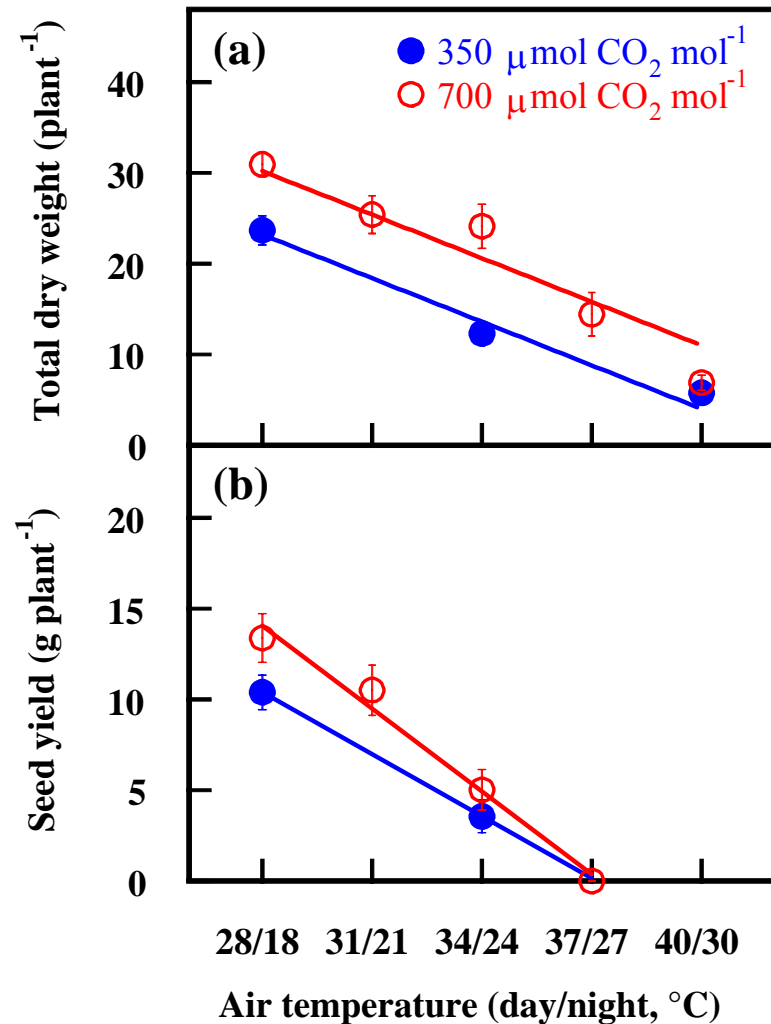 (a)
350 μmol CO₂ mol⁻¹
700 μmol CO₂ mol⁻¹
Total dry weight (plant⁻¹)
40
30
20
10
0
(b)
Seed yield (g plant⁻¹)
20
15
10
5
0
28/18 31/21 34/24 37/27 40/30
Air temperature (day/night, °C)